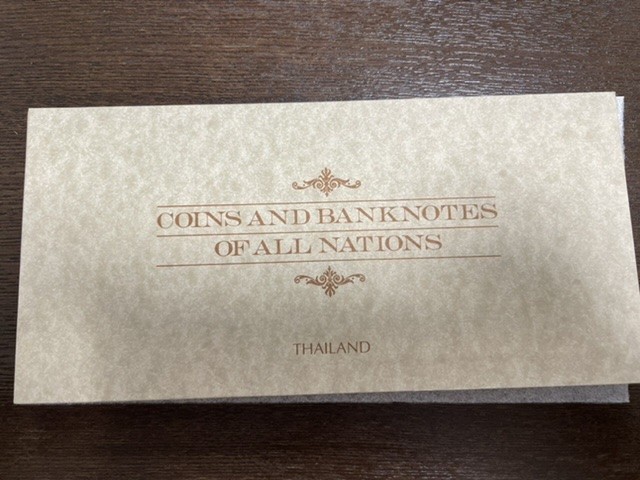 COINS AND BANKNOTES
OF ALL NATIONS
THAILAND